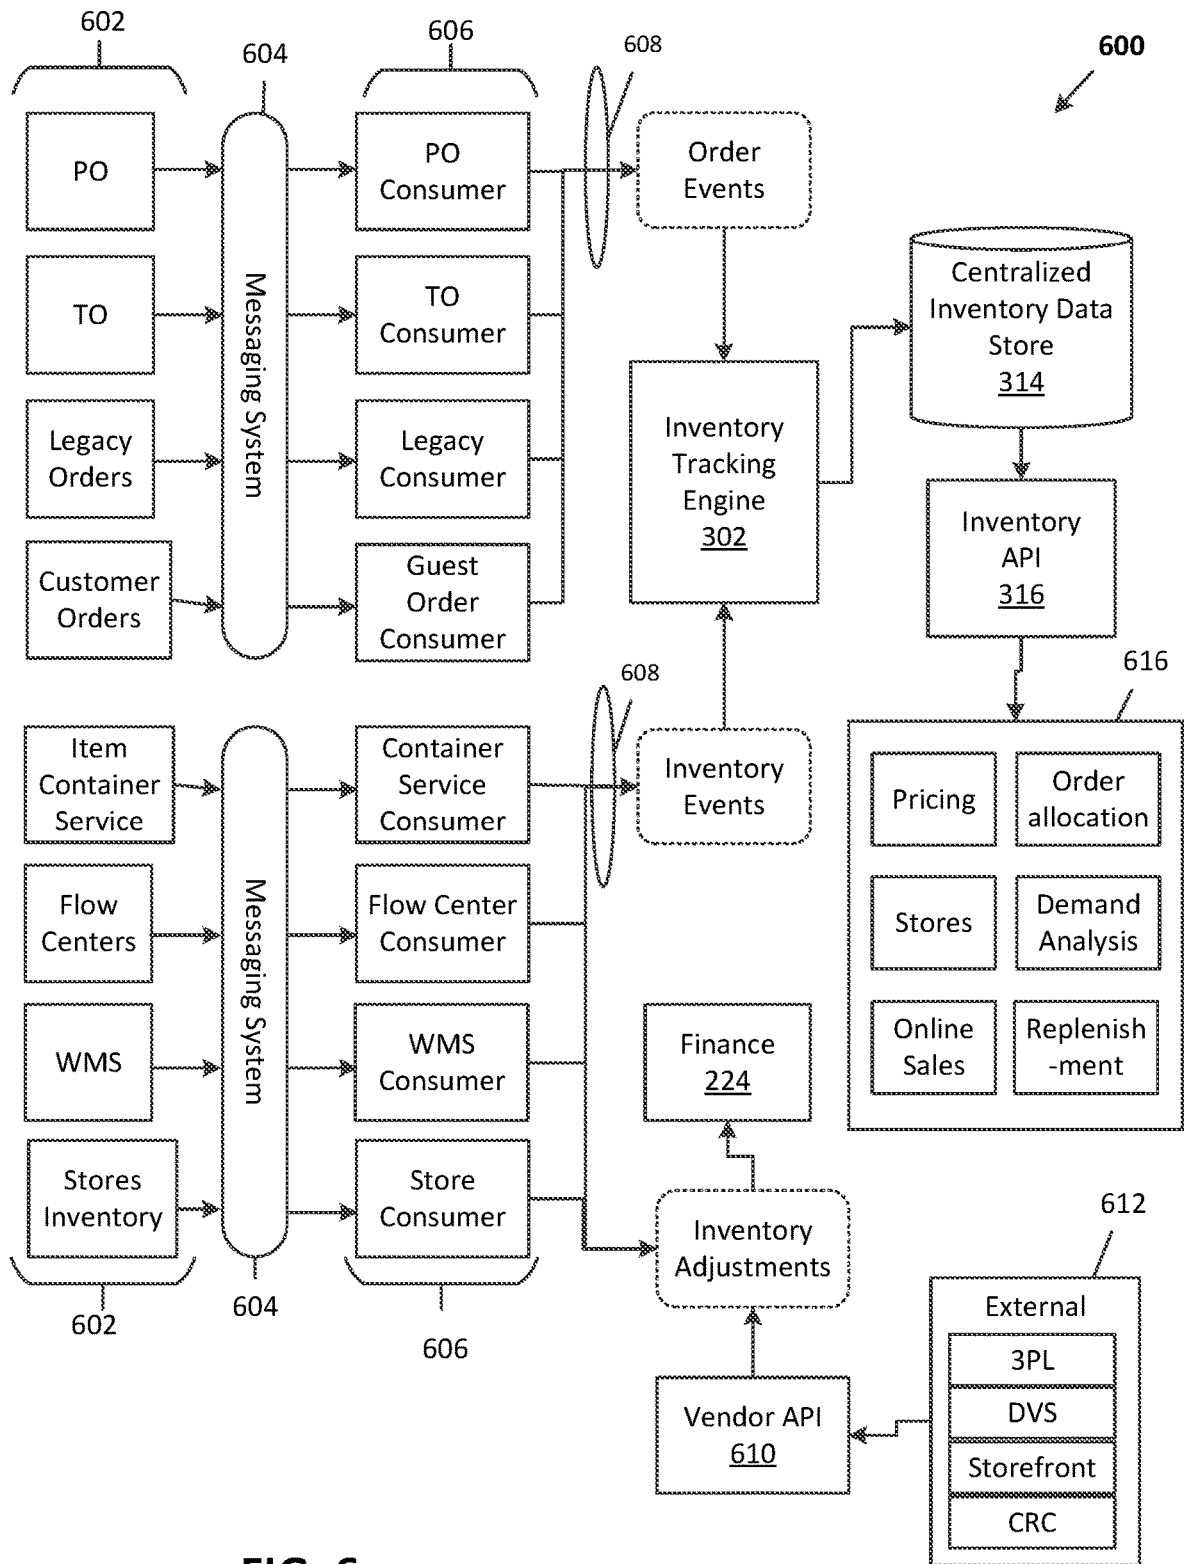 602
604
606
608
600
PO
TO
Legacy
Orders
Customer
Orders
Messaging System
PO
Consumer
TO
Consumer
Legacy
Consumer
Guest
Order
Consumer
Order
Events
Inventory
Tracking
Engine
302
Centralized
Inventory Data
Store
314
Inventory
API
316
608
616
Item
Container
Service
Flow
Centers
WMS
Stores
Inventory
Messaging System
Container
Service
Consumer
Flow Center
Consumer
WMS
Consumer
Store
Consumer
Inventory
Events
Pricing
Order
allocation
Stores
Demand
Analysis
Online
Sales
Replenish
-ment
Finance
224
Inventory
Adjustments
612
602
604
606
Vendor API
610
External
3PL
DVS
Storefront
CRC
FIG. 6